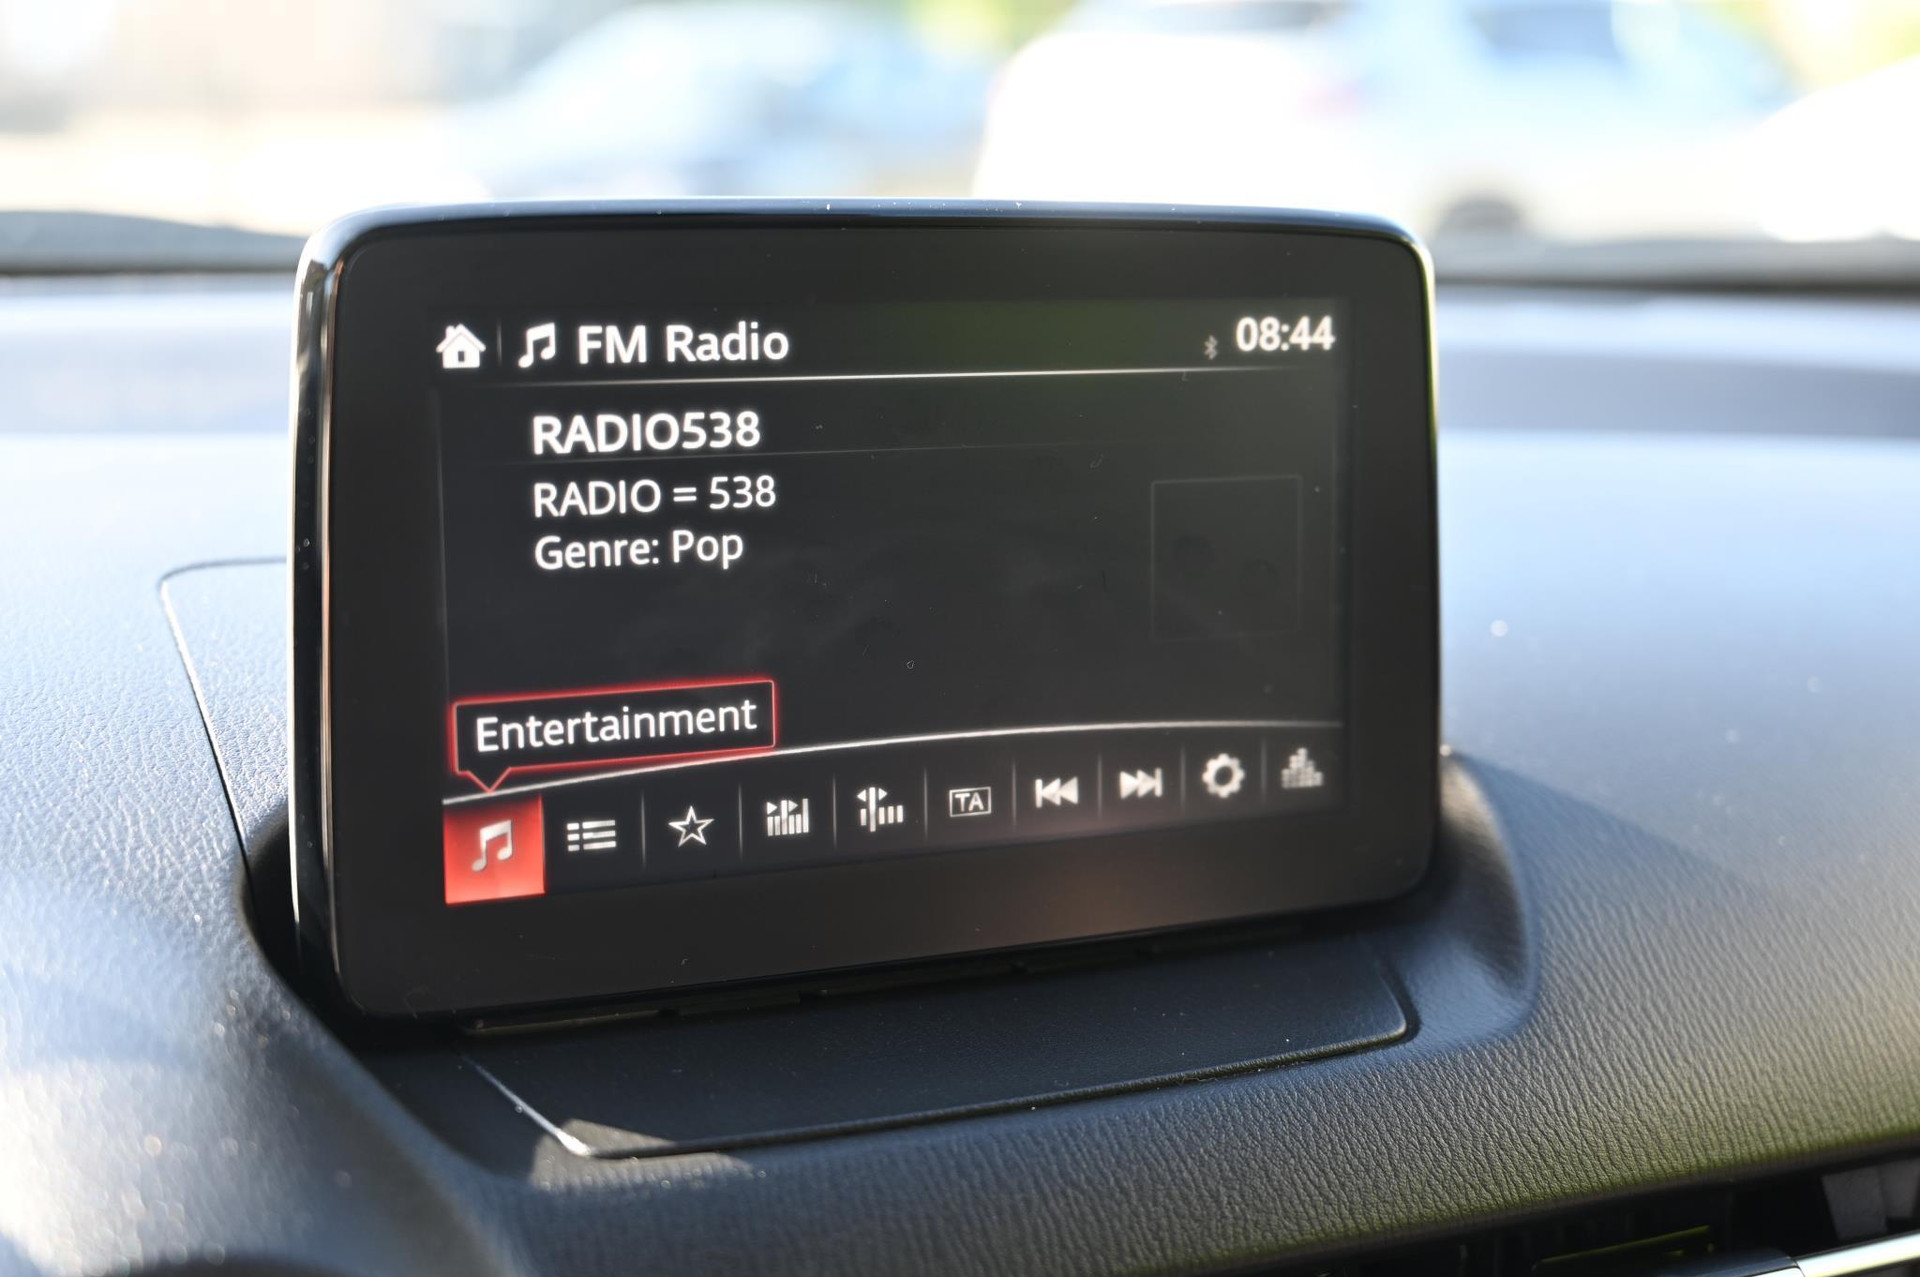 FM Radio 08:44
RADIO538
RADIO = 538
Genre: Pop
Entertainment
TA